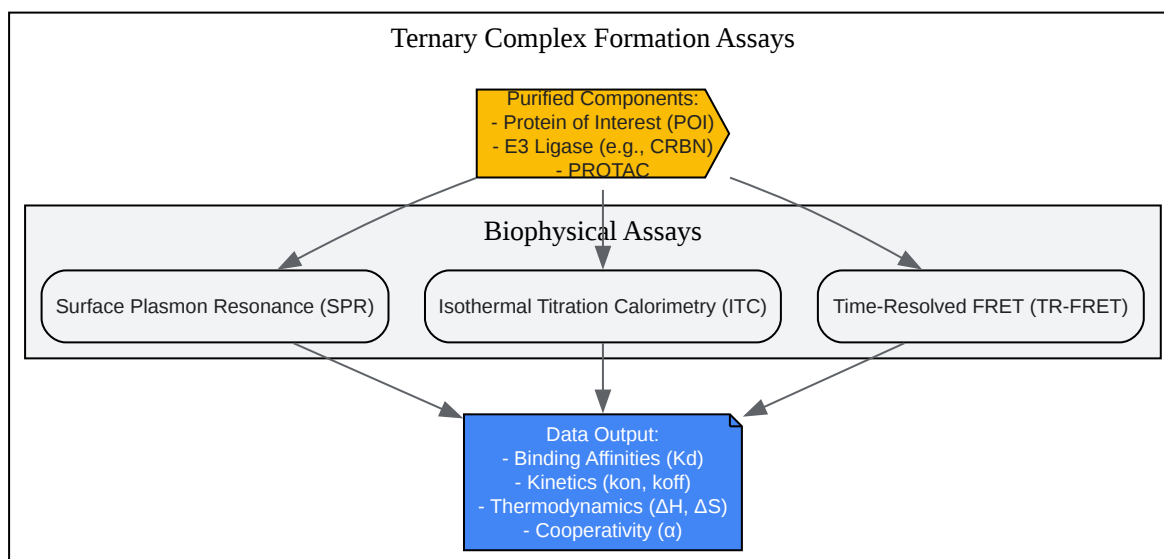 Ternary Complex Formation Assays
Purified Components:
- Protein of Interest (POI)
- E3 Ligase (e.g., CRBN)
- PROTAC
Biophysical Assays
Surface Plasmon Resonance (SPR)
Isothermal Titration Calorimetry (ITC)
Time-Resolved FRET (TR-FRET)
Data Output:
- Binding Affinities (Kd)
- Kinetics (kon, koff)
- Thermodynamics (ΔH, ΔS)
- Cooperativity (α)